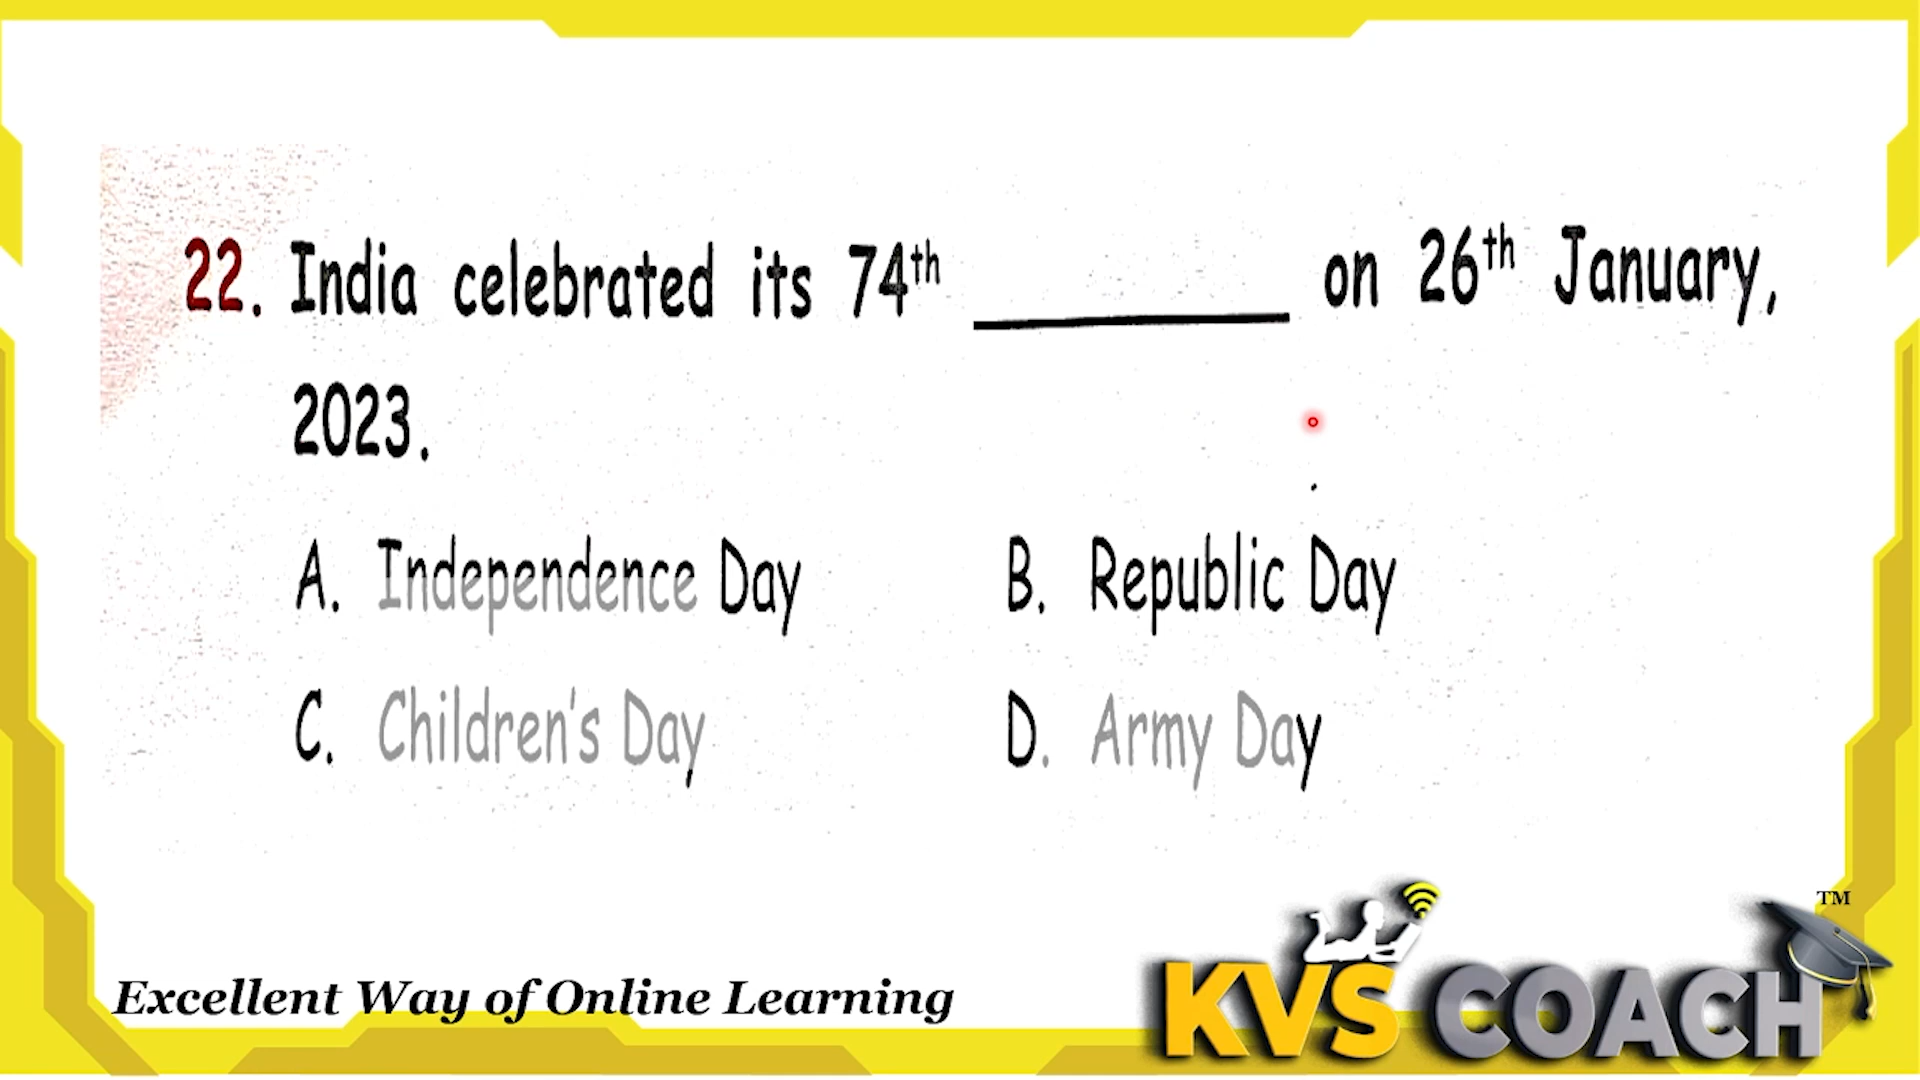 22. India celebrated its 74th __________ on 26th January,
2023.
A. Independence Day B. Republic Day
C. Children's Day D. Army Day
TM
KVS COACH
Excellent Way of Online Learning